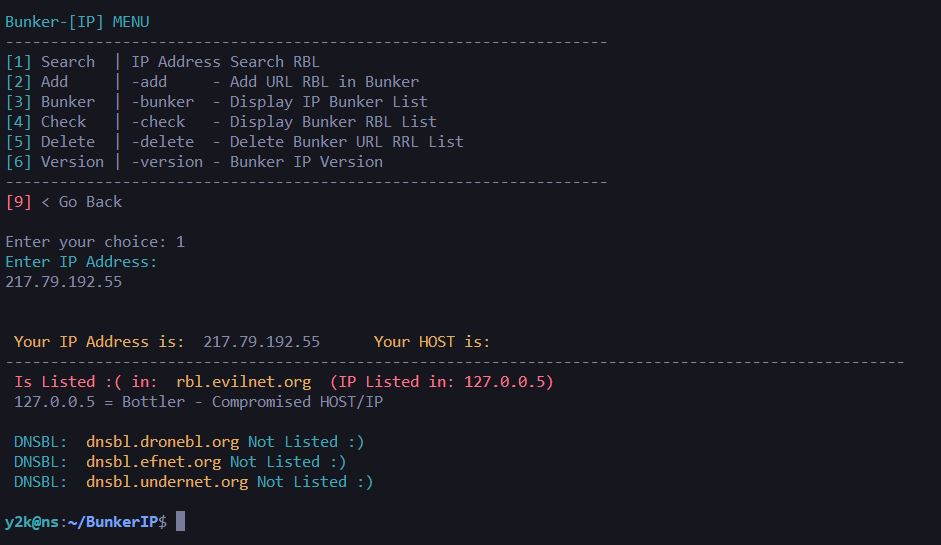 Bunker-[IP] MENU
-------------------------------------------------------------------
[1] Search  | IP Address Search RBL
[2] Add     | -add     - Add URL RBL in Bunker
[3] Bunker  | -bunker  - Display IP Bunker List
[4] Check   | -check   - Display Bunker RBL List
[5] Delete  | -delete  - Delete Bunker URL RRL List
[6] Version | -version - Bunker IP Version
-------------------------------------------------------------------
[9] < Go Back
Enter your choice: 1
Enter IP Address:
217.79.192.55
Your IP Address is:  217.79.192.55      Your HOST is:
----------------------------------------------------------------------------------------------------
Is Listed :( in:  rbl.evilnet.org  (IP Listed in: 127.0.0.5)
127.0.0.5 = Bottler - Compromised HOST/IP
DNSBL:  dnsbl.dronebl.org Not Listed :)
DNSBL:  dnsbl.efnet.org Not Listed :)
DNSBL:  dnsbl.undernet.org Not Listed :)
y2k@ns:~/BunkerIP$